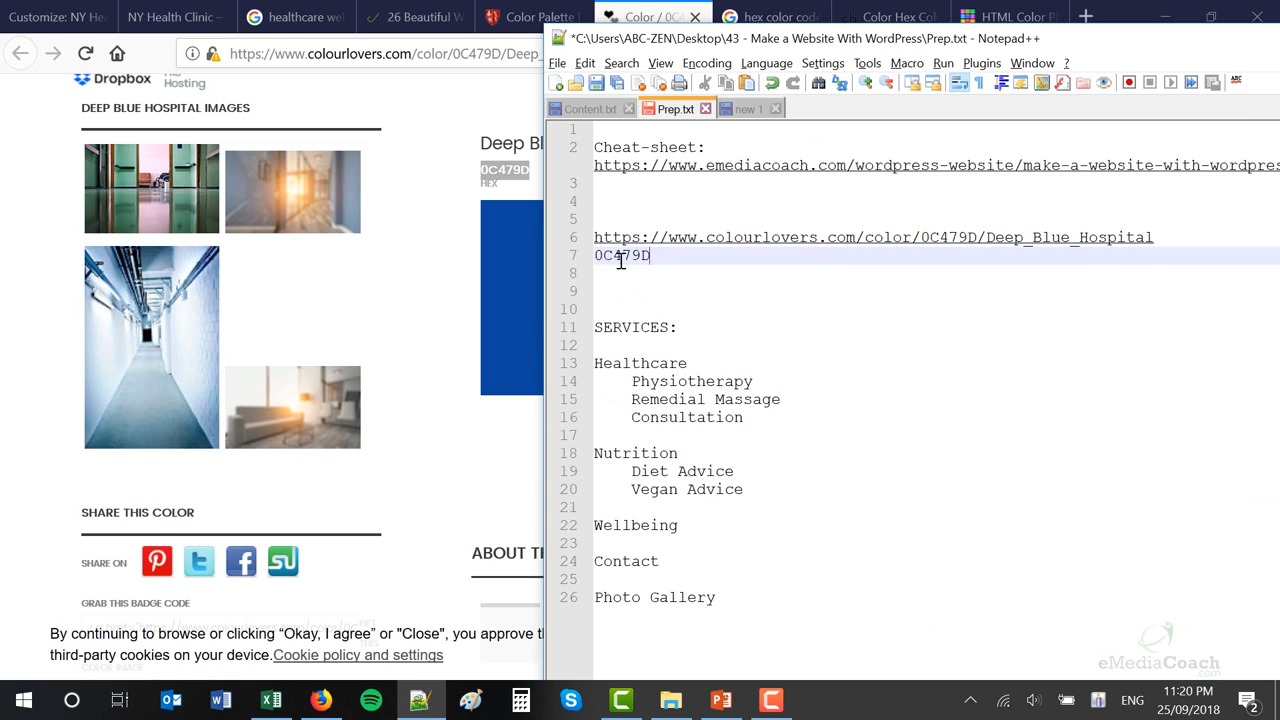 Customize: NY Hea
NY Health Clinic –
healthcare we
26 Beautiful W
Color Palette
Color / 0C4
hex color cod
Color Hex Col
HTML Color Pi
https://www.colourlovers.com/color/0C479D/Deep_
*C:\Users\ABC-ZEN\Desktop\43 - Make a Website With WordPress\Prep.txt - Notepad++
File Edit Search View Encoding Language Settings Tools Macro Run Plugins Window ?
Content.txt
Prep.txt
new 1
Dropbox
Hosting
DEEP BLUE HOSPITAL IMAGES
Deep Bl
0C479D
HEX
SHARE THIS COLOR
SHARE ON
GRAB THIS BADGE CODE
ABOUT T
By continuing to browse or clicking “Okay, I agree” or "Close", you approve th
third-party cookies on your device.Cookie policy and settings
1
2 Cheat-sheet:
https://www.emediacoach.com/wordpress-website/make-a-website-with-wordpres
3
4
5
6 https://www.colourlovers.com/color/0C479D/Deep_Blue_Hospital
7 0C479D
8
9
10
11 SERVICES:
12
13 Healthcare
14 Physiotherapy
15 Remedial Massage
16 Consultation
17
18 Nutrition
19 Diet Advice
20 Vegan Advice
21
22 Wellbeing
23
24 Contact
25
26 Photo Gallery
eMediaCoach
.com
ENG
11:20 PM
25/09/2018
2